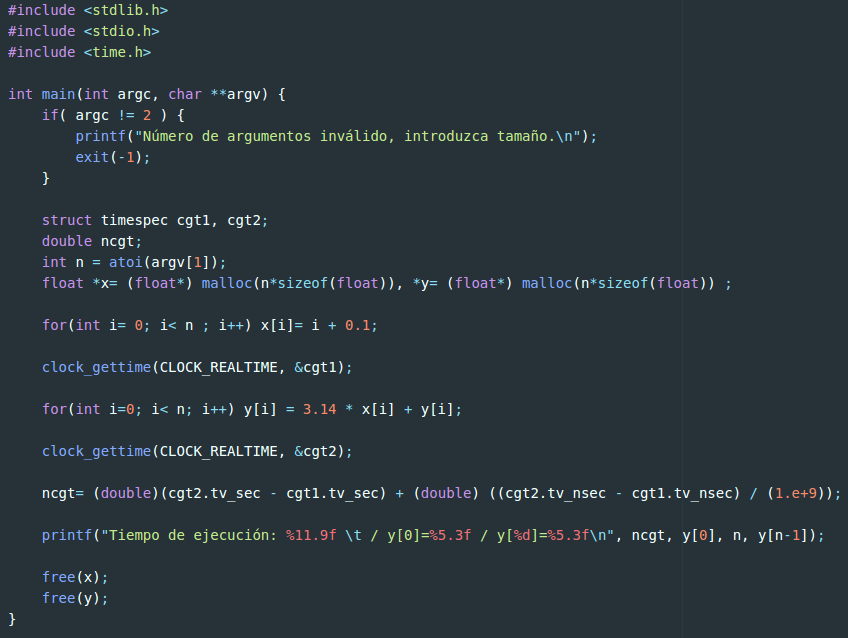 #include <stdlib.h>
#include <stdio.h>
#include <time.h>
int main(int argc, char **argv) {
    if( argc != 2 ) {
        printf("Número de argumentos inválido, introduzca tamaño.\n");
        exit(-1);
    }
    struct timespec cgt1, cgt2;
    double ncgt;
    int n = atoi(argv[1]);
    float *x= (float*) malloc(n*sizeof(float)), *y= (float*) malloc(n*sizeof(float)) ;
    for(int i= 0; i< n ; i++) x[i]= i + 0.1;
    clock_gettime(CLOCK_REALTIME, &cgt1);
    for(int i=0; i< n; i++) y[i] = 3.14 * x[i] + y[i];
    clock_gettime(CLOCK_REALTIME, &cgt2);
    ncgt= (double)(cgt2.tv_sec - cgt1.tv_sec) + (double) ((cgt2.tv_nsec - cgt1.tv_nsec) / (1.e+9));
    printf("Tiempo de ejecución: %11.9f \t / y[0]=%5.3f / y[%d]=%5.3f\n", ncgt, y[0], n, y[n-1]);
    free(x);
    free(y);
}